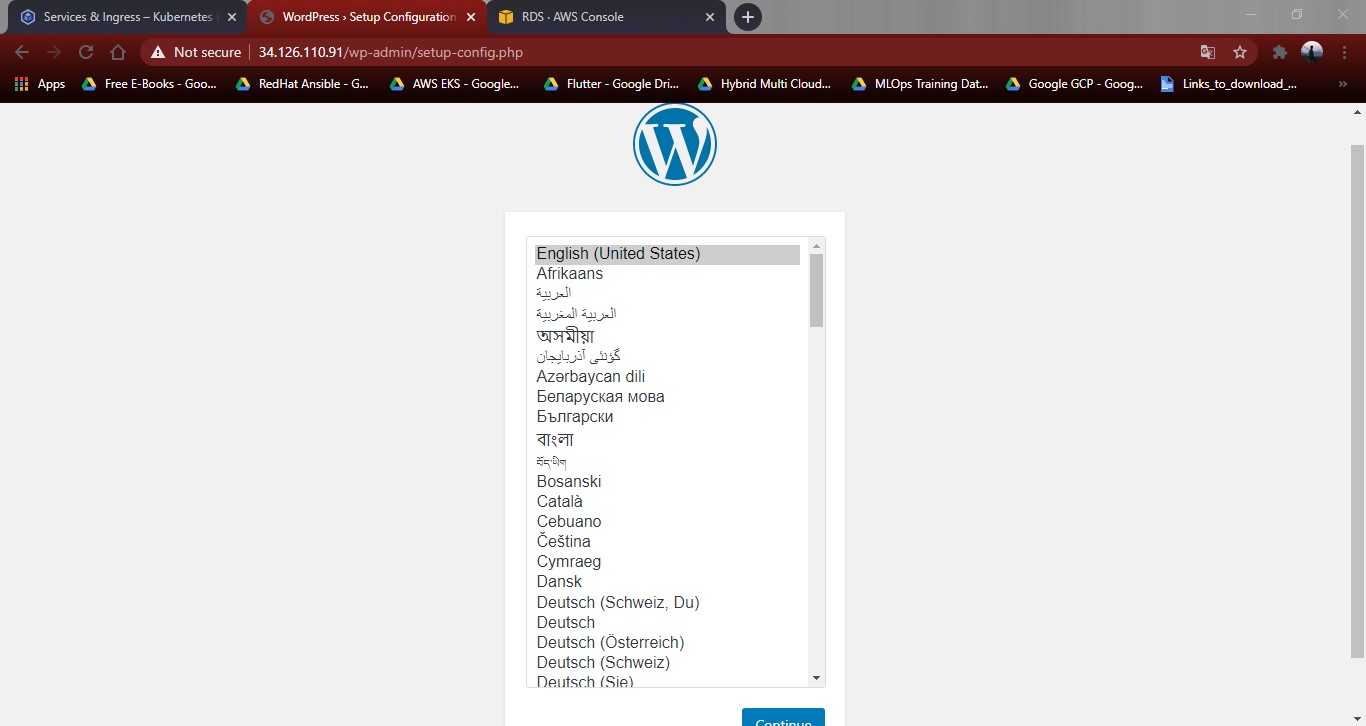 Services & Ingress – Kubernetes
WordPress › Setup Configuration
RDS · AWS Console
Not secure
34.126.110.91/wp-admin/setup-config.php
Apps
Free E-Books - Goo...
RedHat Ansible - G...
AWS EKS - Google...
Flutter - Google Dri...
Hybrid Multi Cloud...
MLOps Training Dat...
Google GCP - Goog...
Links_to_download_...
English (United States)
Afrikaans
العربية
العربية المغربية
অসমীয়া
گؤنئی آذربایجان
Azərbaycan dili
Беларуская мова
Български
বাংলা
བོད་ཡིག
Bosanski
Català
Cebuano
Čeština
Cymraeg
Dansk
Deutsch (Schweiz, Du)
Deutsch
Deutsch (Österreich)
Deutsch (Schweiz)
Deutsch (Sie)
Continue